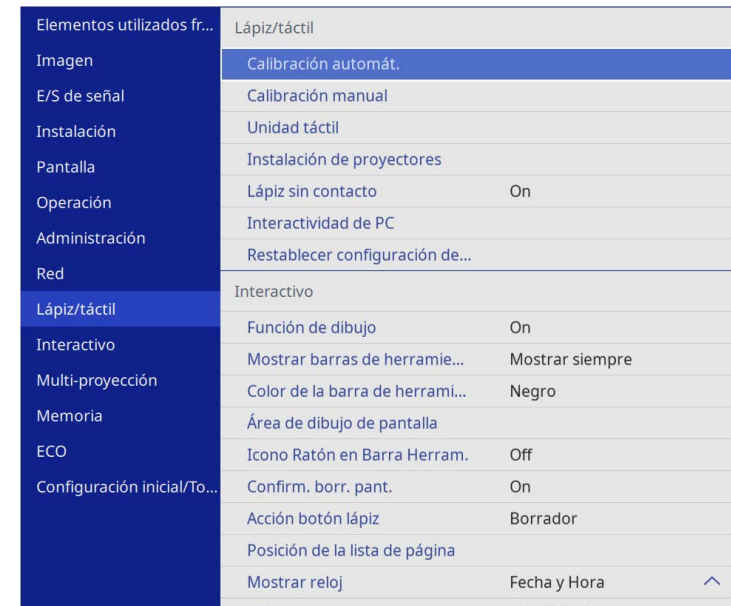 Elementos utilizados fr...
Imagen
E/S de señal
Instalación
Pantalla
Operación
Administración
Red
Lápiz/táctil
Interactivo
Multi-proyección
Memoria
ECO
Configuración inicial/To...
Lápiz/táctil
Calibración automát.
Calibración manual
Unidad táctil
Instalación de proyectores
Lápiz sin contacto On
Interactividad de PC
Restablecer configuración de...
Interactivo
Función de dibujo On
Mostrar barras de herramie... Mostrar siempre
Color de la barra de herrami... Negro
Área de dibujo de pantalla
Icono Ratón en Barra Herram. Off
Confirm. borr. pant. On
Acción botón lápiz Borrador
Posición de la lista de página
Mostrar reloj Fecha y Hora